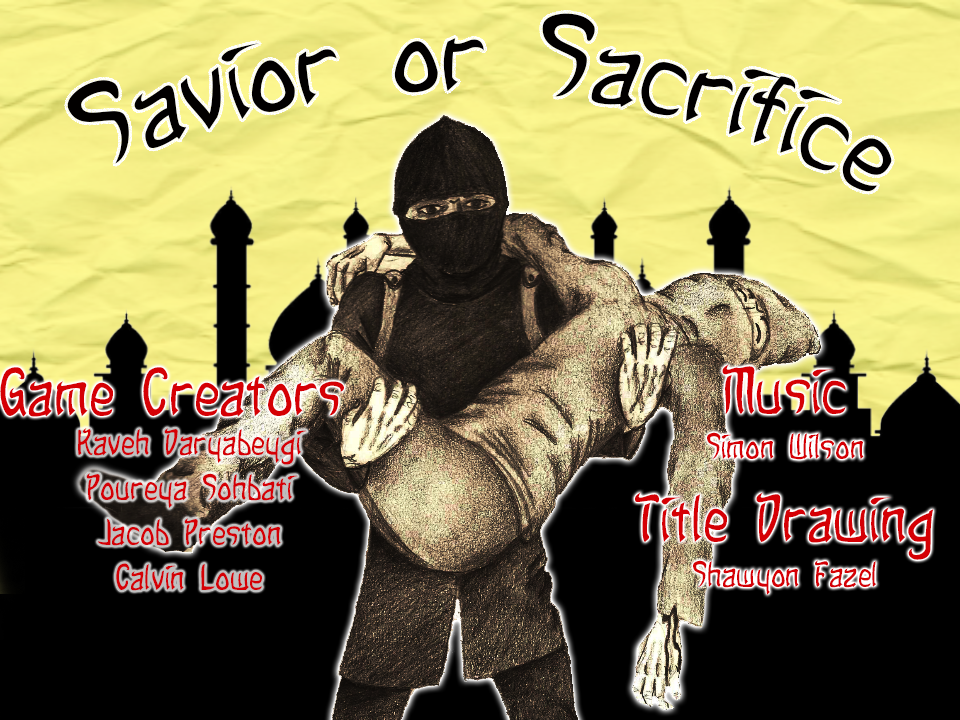 Savior or Sacrifice
Game Creators
Kaveh Daryabeygi
Poureya Sohbati
Jacob Preston
Calvin Lowe
Music
Simon Wilson
Title Drawing
Shawyon Fazel